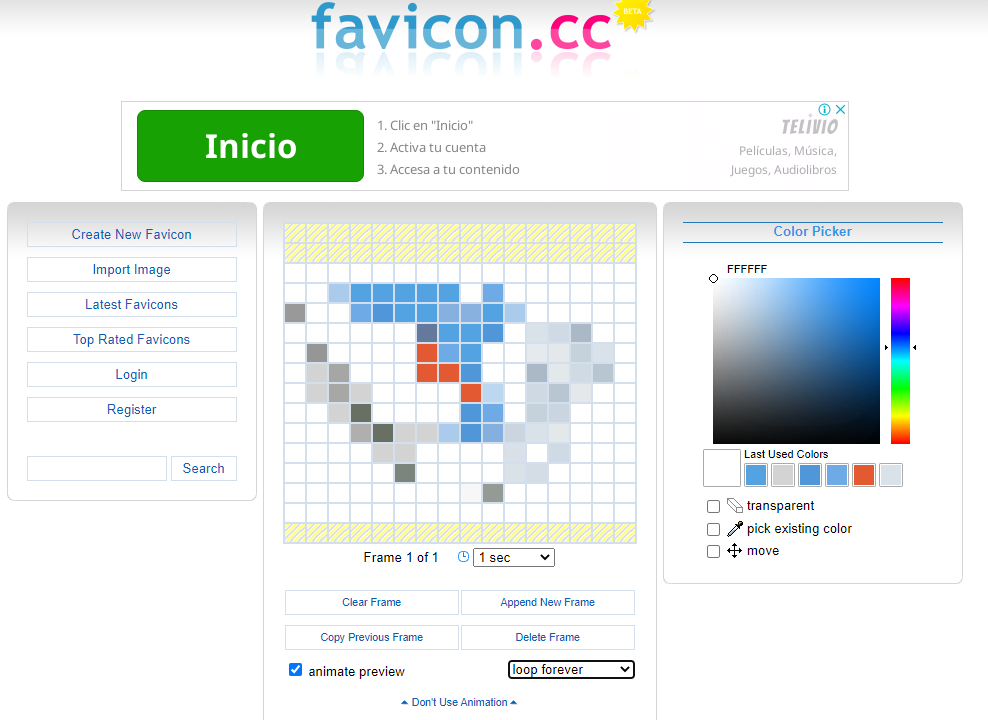 favicon.cc
BETA
Inicio
1. Clic en "Inicio"
2. Activa tu cuenta
3. Accesa a tu contenido
TELIVIO
Películas, Música,
Juegos, Audiolibros
Create New Favicon
Import Image
Latest Favicons
Top Rated Favicons
Login
Register
Search
Frame 1 of 1
1 sec
Clear Frame
Append New Frame
Copy Previous Frame
Delete Frame
animate preview
loop forever
Don't Use Animation
Color Picker
FFFFFF
Last Used Colors
transparent
pick existing color
move